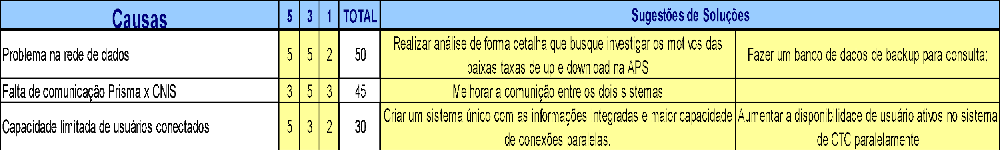 Causas 5 3 1 TOTAL Sugestões de Soluções
Problema na rede de dados 5 5 2 50 Realizar análise de forma detalha que busque investigar os motivos das
baixas taxas de up e download na APS
Fazer um banco de dados de backup para consulta;
Falta de comunicação Prisma x CNIS 3 5 3 45 Melhorar a comunição entre os dois sistemas
Capacidade limitada de usuários conectados 5 3 2 30 Criar um sistema único com as informações integradas e maior capacidade
de conexões paralelas.
Aumentar a disponibilidade de usuário ativos no sistema
de CTC paralelamente